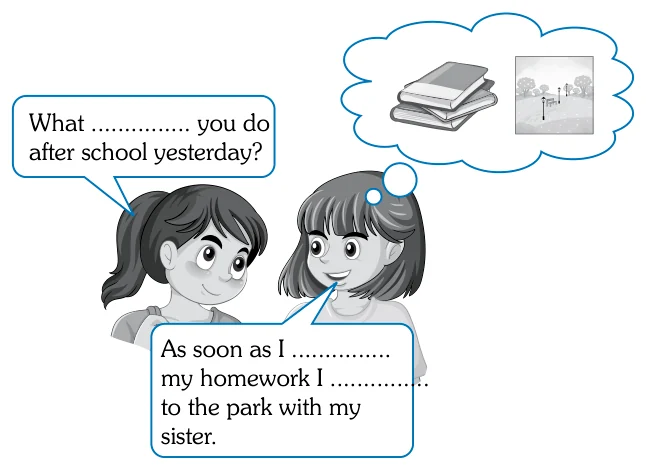 What ............... you do
after school yesterday?
As soon as I ...............
my homework I ...............
to the park with my
sister.